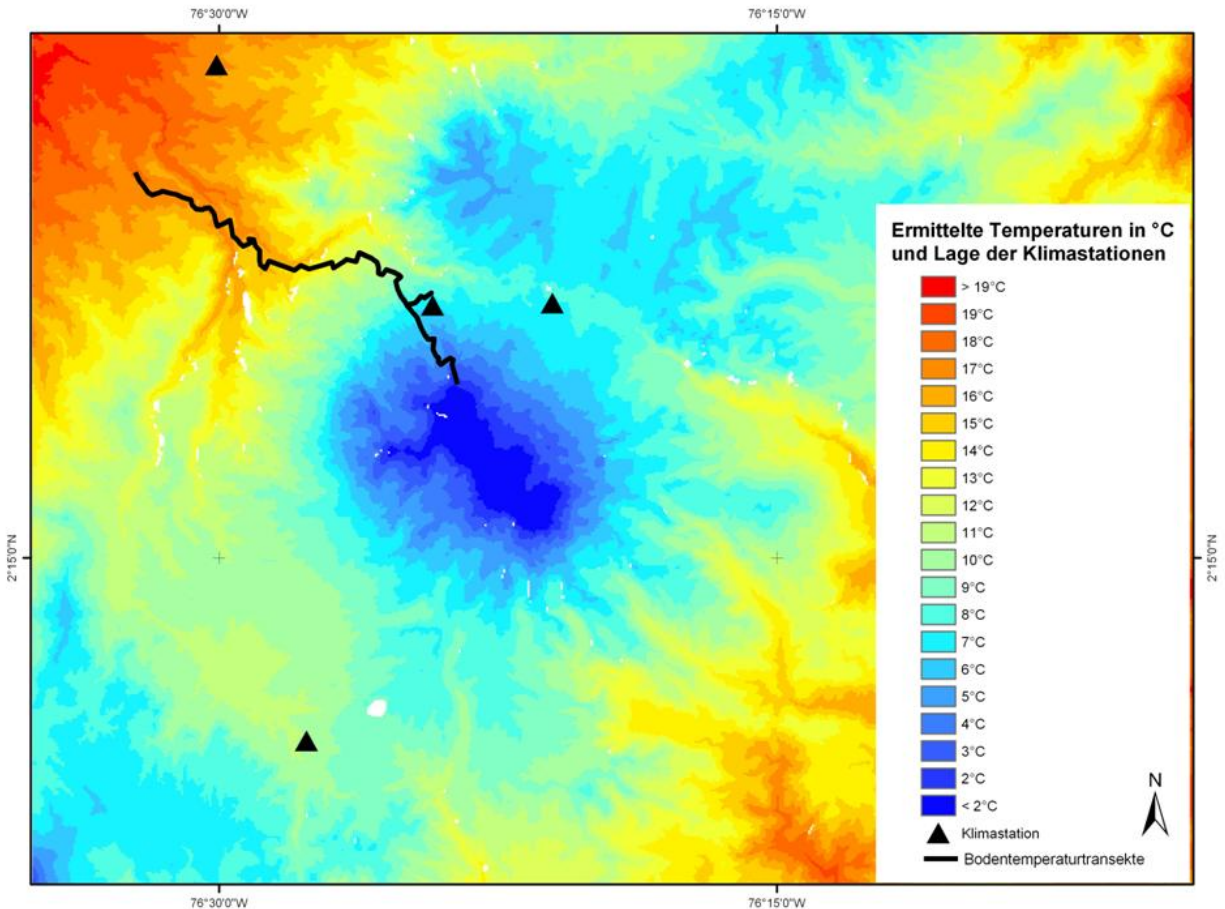 76°30'0"W
76°15'0"W
Ermittelte Temperaturen in °C
und Lage der Klimastationen
> 19°C
19°C
18°C
17°C
16°C
15°C
14°C
13°C
12°C
11°C
10°C
9°C
8°C
7°C
6°C
5°C
4°C
3°C
2°C
< 2°C
N
Klimastation
Bodentemperaturtransekte
2°15'0"N
2°15'0"N
76°30'0"W
76°15'0"W